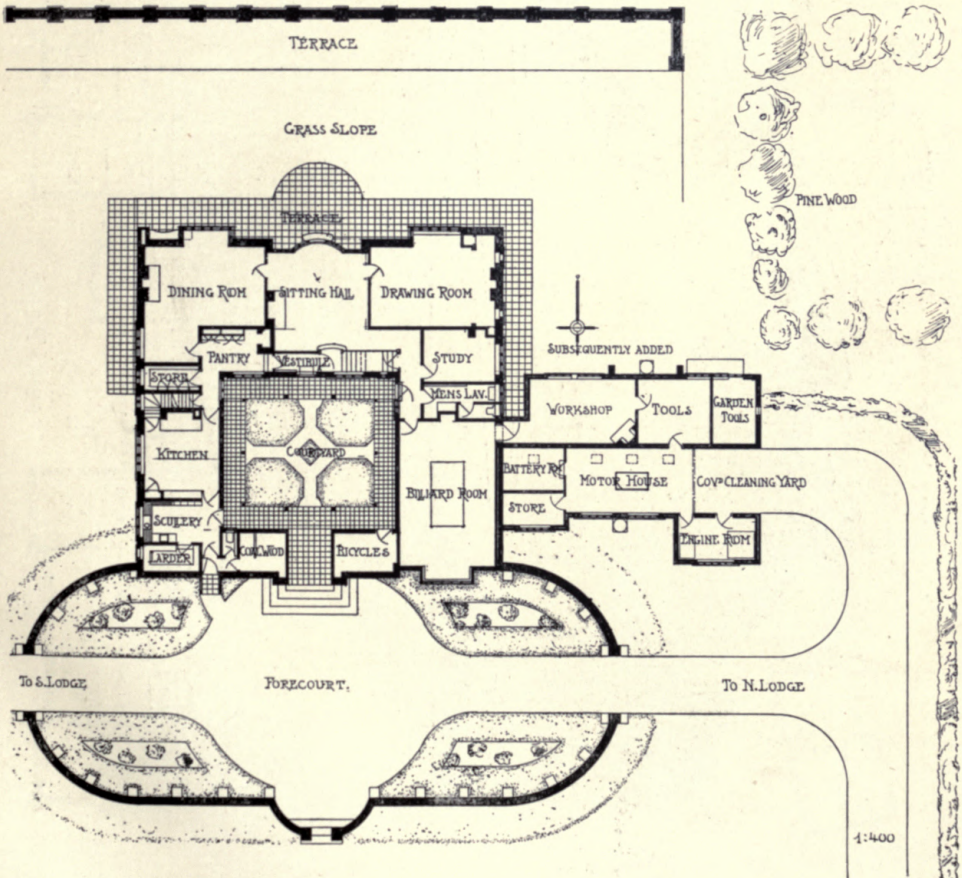 TERRACE
GRASS SLOPE
PINE WOOD
TERRACE
DINING ROOM
SITTING HALL
DRAWING ROOM
SUBSEQUENTLY ADDED
PANTRY
VESTIBULE
STUDY
STORE
MENS LAV.
WORKSHOP
TOOLS
GARDEN
TOOLS
KITCHEN
COURTYARD
BILLIARD ROOM
BATTERY RM
MOTOR HOUSE
COVD CLEANING YARD
STORE
SCULLERY
LARDER
COAL WOOD
BICYCLES
ENGINE ROOM
TO S. LODGE
FORECOURT.
TO N. LODGE
1:400